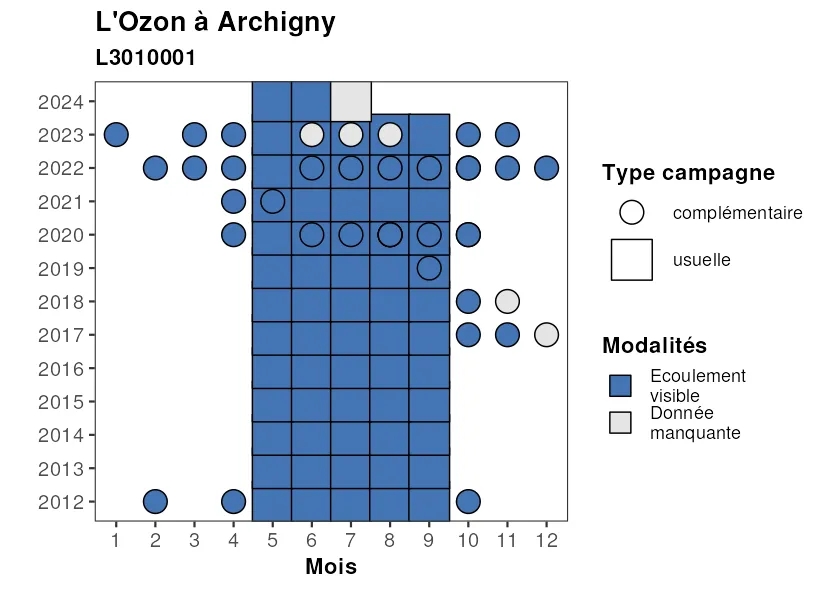 L'Ozon à Archigny
L3010001
2024
2023
2022
2021
2020
2019
2018
2017
2016
2015
2014
2013
2012
1 2 3 4 5 6 7 8 9 10 11 12
Mois
Type campagne
complémentaire
usuelle
Modalités
Ecoulement
visible
Donnée
manquante